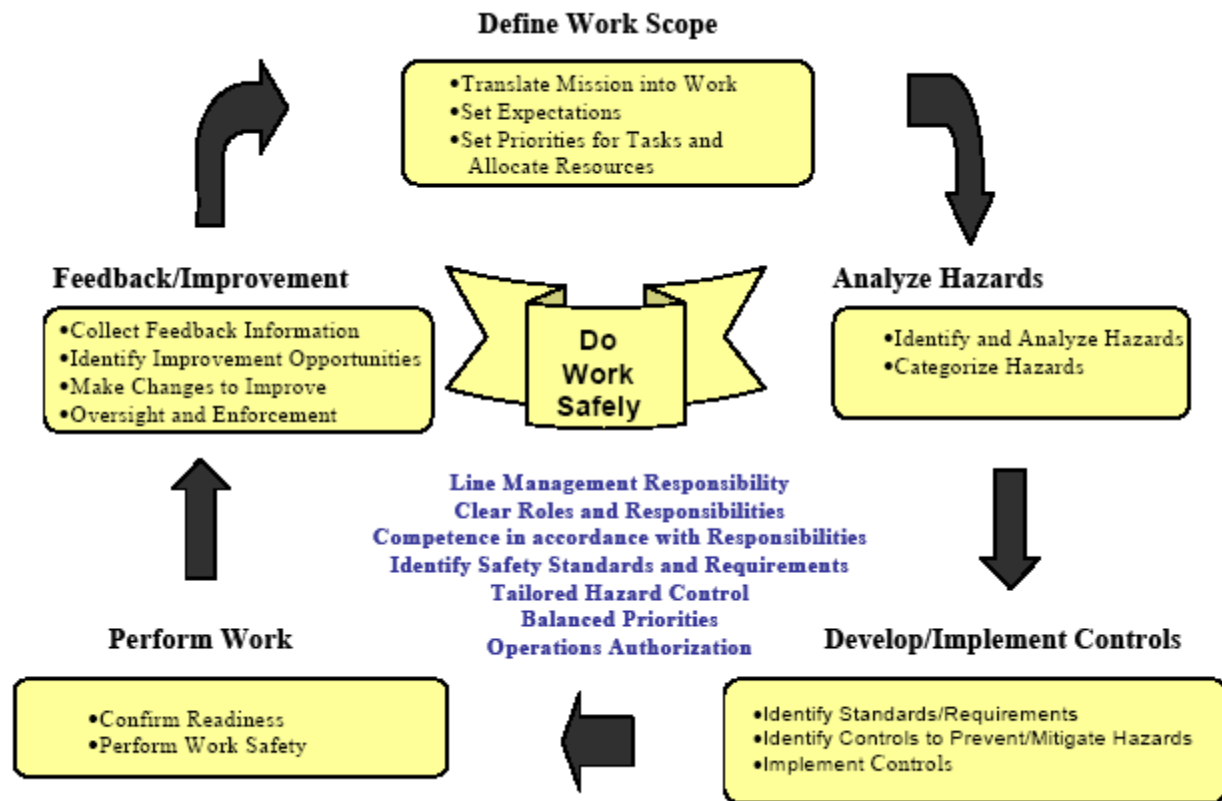 Define Work Scope
•Translate Mission into Work
•Set Expectations
•Set Priorities for Tasks and
Allocate Resources
Feedback/Improvement
•Collect Feedback Information
•Identify Improvement Opportunities
•Make Changes to Improve
•Oversight and Enforcement
Do
Work
Safely
Analyze Hazards
•Identify and Analyze Hazards
•Categorize Hazards
Line Management Responsibility
Clear Roles and Responsibilities
Competence in accordance with Responsibilities
Identify Safety Standards and Requirements
Tailored Hazard Control
Balanced Priorities
Operations Authorization
Perform Work
•Confirm Readiness
•Perform Work Safety
Develop/Implement Controls
•Identify Standards/Requirements
•Identify Controls to Prevent/Mitigate Hazards
•Implement Controls